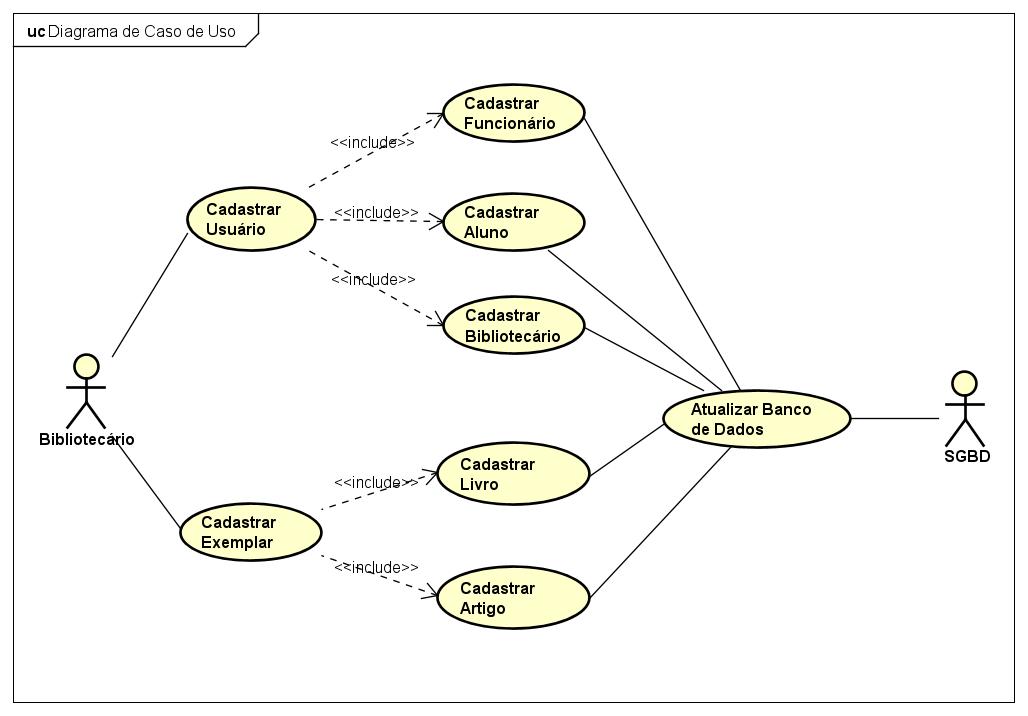 uc Diagrama de Caso de Uso
Cadastrar
Funcionário
<<include>>
Cadastrar
Usuário
<<include>>
Cadastrar
Aluno
<<include>>
Cadastrar
Bibliotecário
Bibliotecário
Atualizar Banco
de Dados
SGBD
Cadastrar
Livro
<<include>>
Cadastrar
Exemplar
<<include>>
Cadastrar
Artigo